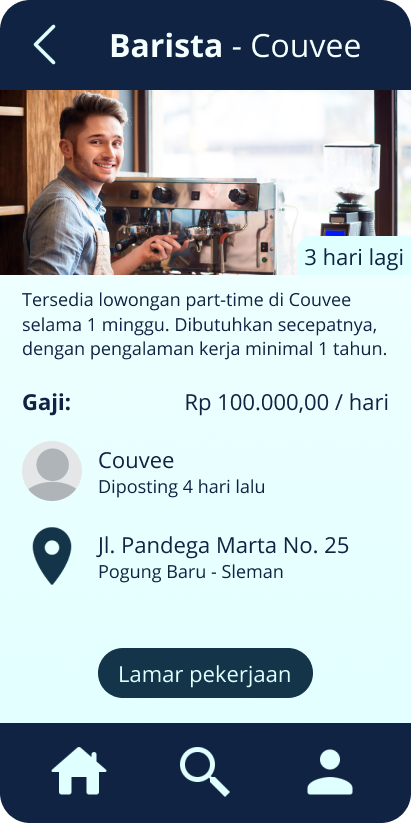 Barista - Couvee
3 hari lagi
Tersedia lowongan part-time di Couvee
selama 1 minggu. Dibutuhkan secepatnya,
dengan pengalaman kerja minimal 1 tahun.
Gaji: Rp 100.000,00 / hari
Couvee
Diposting 4 hari lalu
Jl. Pandega Marta No. 25
Pogung Baru - Sleman
Lamar pekerjaan